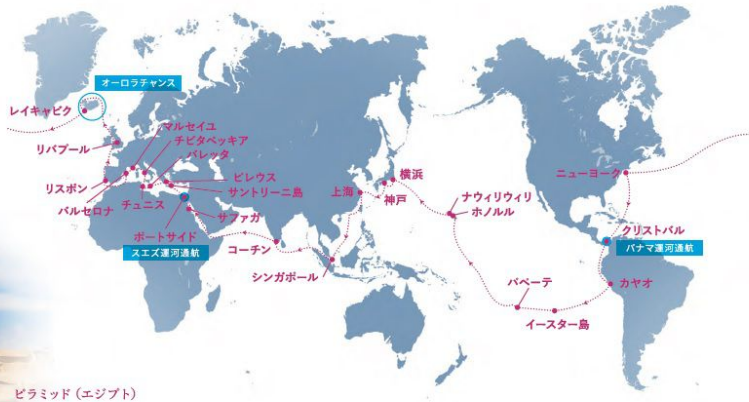 オーロラチャンス
レイキャビク
マルセイユ
チビタベッキア
リバプール
バレッタ
ピレウス
横浜
ニューヨーク
リスボン
サントリーニ島
上海
ナウィリウィリ
バルセロナ
チュニス
神戸
ホノルル
サファガ
クリストバル
ポートサイド
スエズ運河通航
コーチン
パナマ運河通航
シンガポール
カヤオ
パペーテ
イースター島
ピラミッド（エジプト）